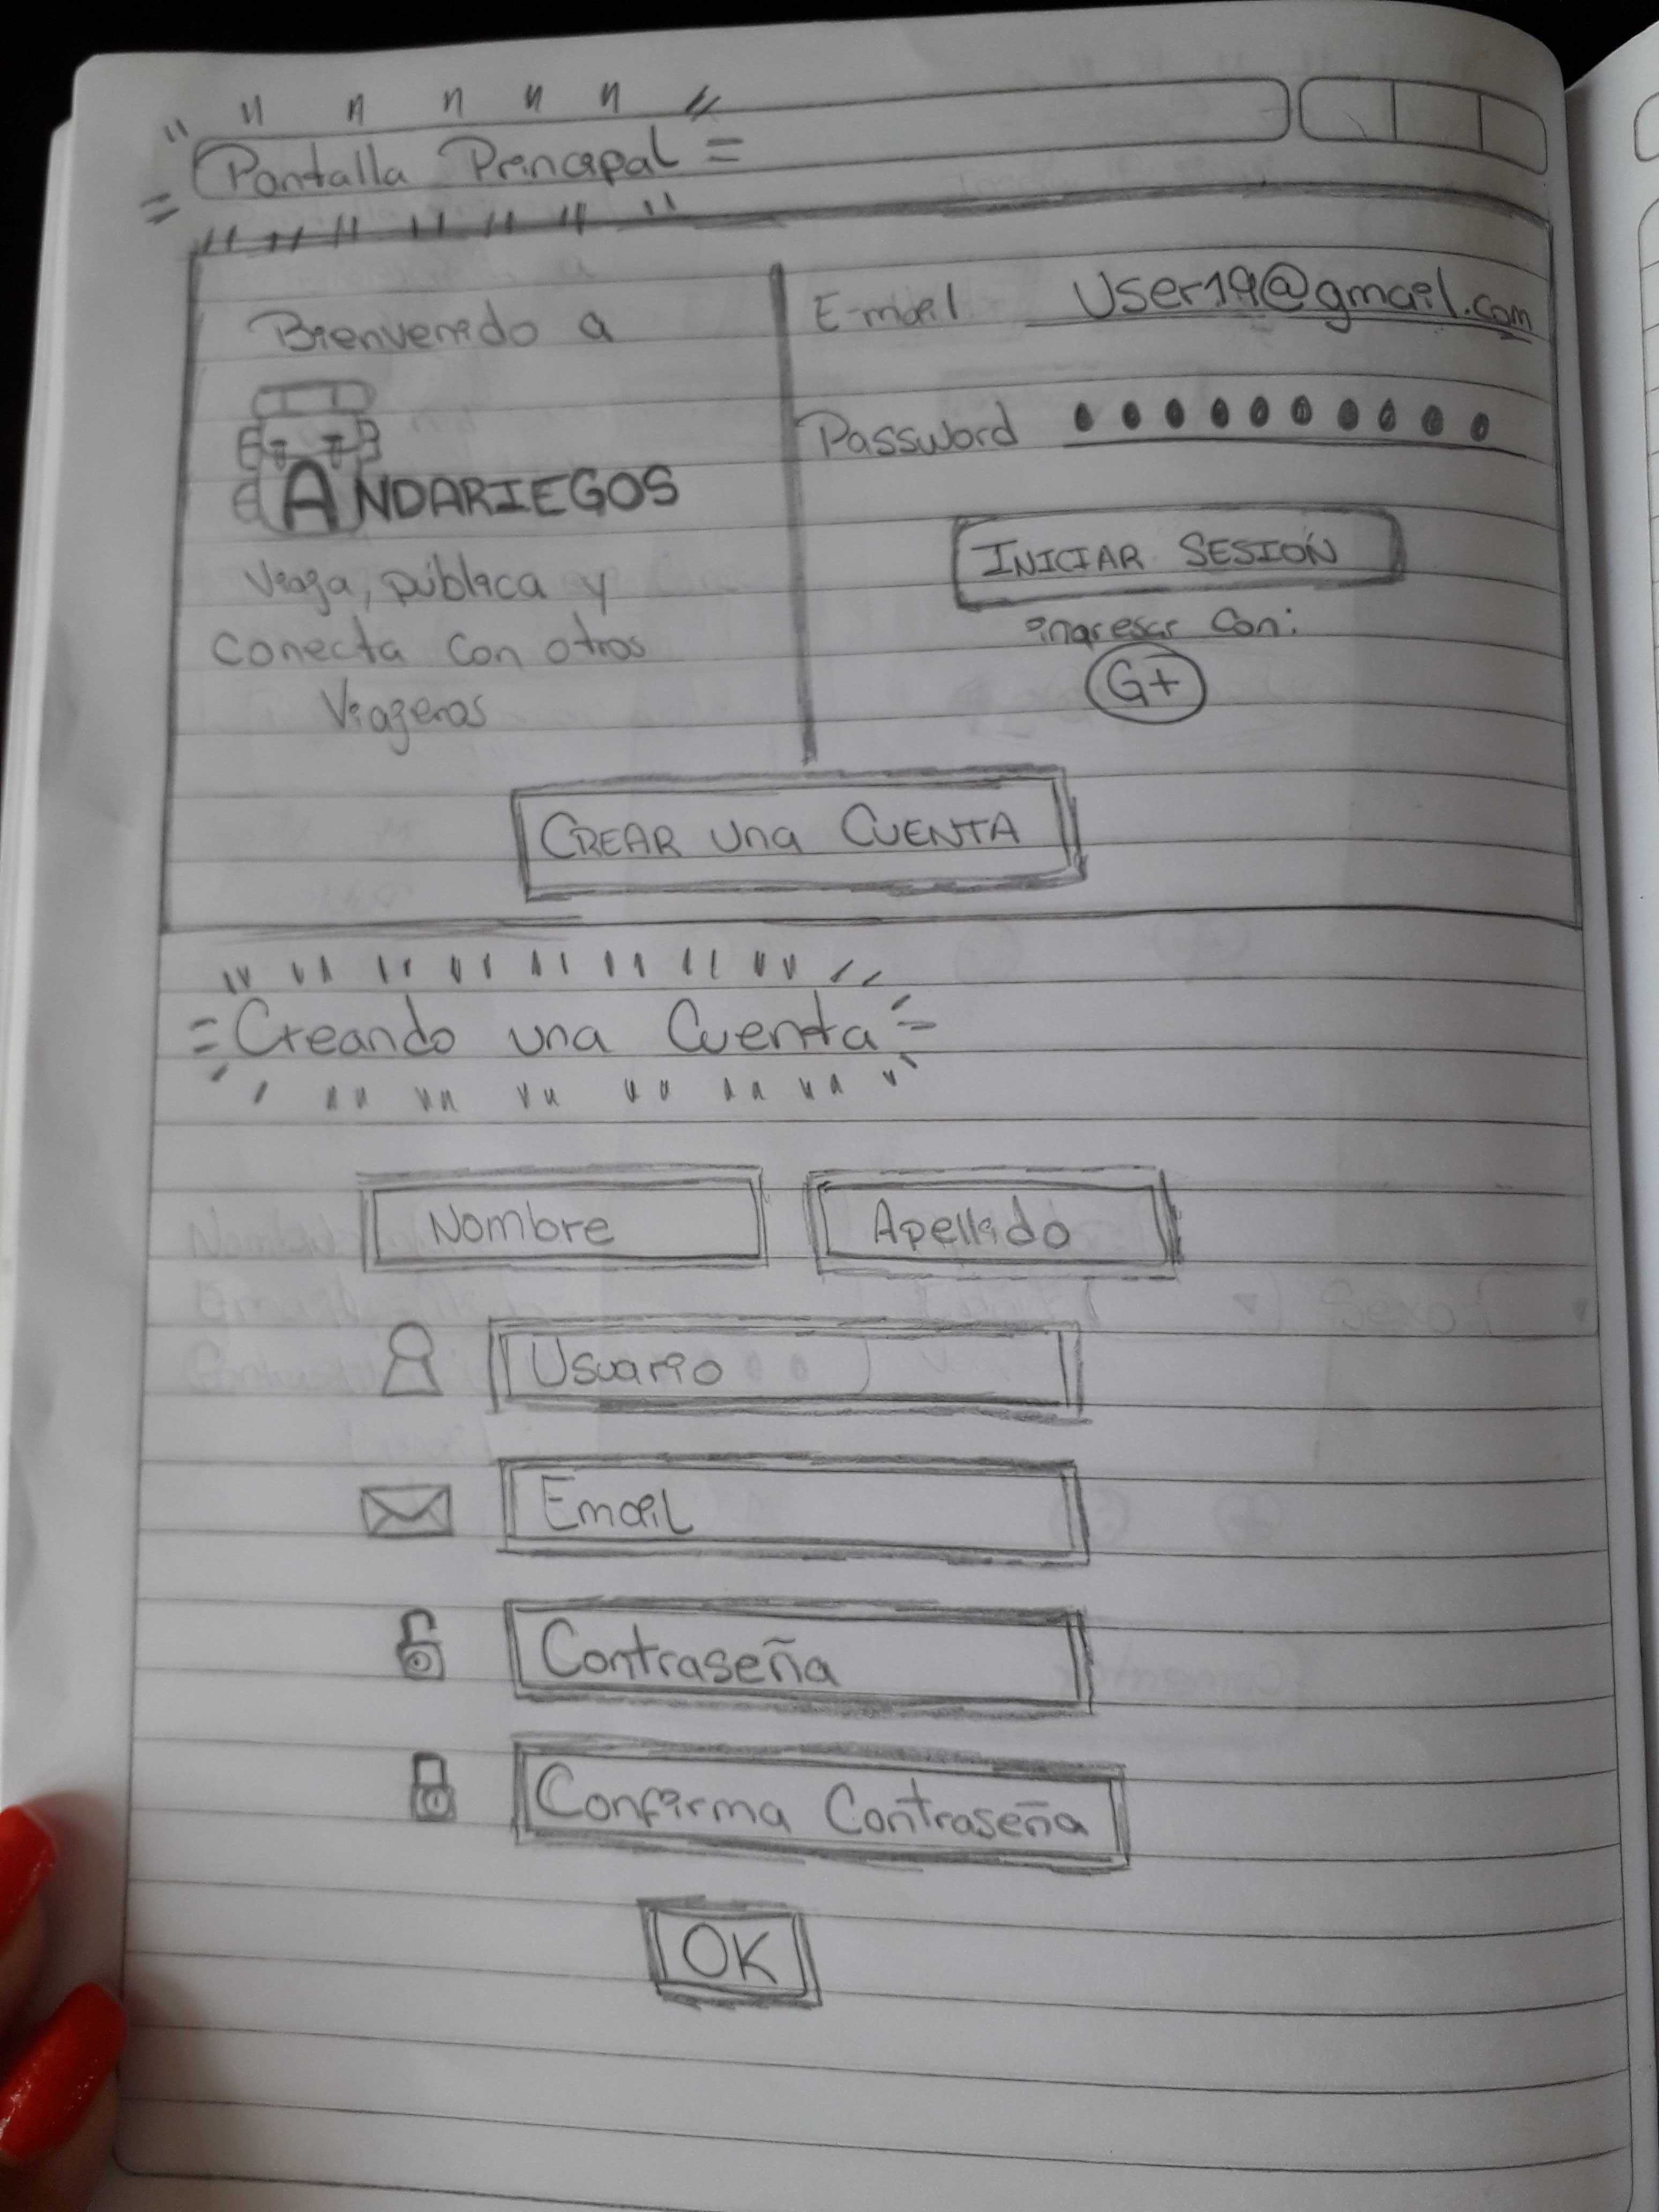 Pantalla Principal
Bienvenido a
ANDARIEGOS
Viaja, pública y
conecta con otros
Viajeros
E-mail User19@gmail.com
Password
INICIAR SESIÓN
ingresar con:
G+
CREAR una CUENTA
Creando una Cuenta
Nombre Apellido
Usuario
Email
Contraseña
Confirma Contraseña
OK